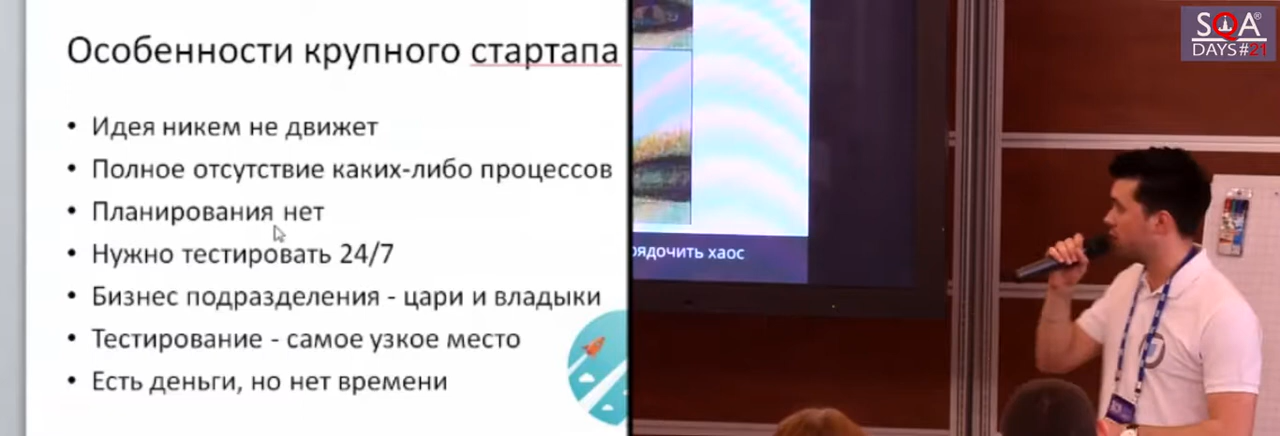 Особенности крупного стартапа
• Идея никем не движет
• Полное отсутствие каких-либо процессов
• Планирования нет
• Нужно тестировать 24/7
• Бизнес подразделения - цари и владыки
• Тестирование - самое узкое место
• Есть деньги, но нет времени
рядочить хаос
SQA®
DAYS#21